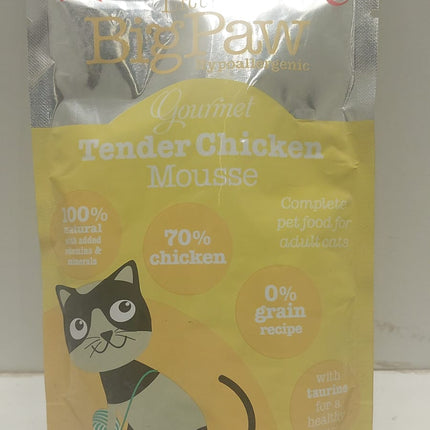 BigPaw
hypoallergenic
Gourmet
Tender Chicken
Mousse
Complete
pet food for
adult cats
100%
natural
with added
vitamins &
minerals
70%
chicken
0%
grain
recipe
with
taurine
for a
healthy